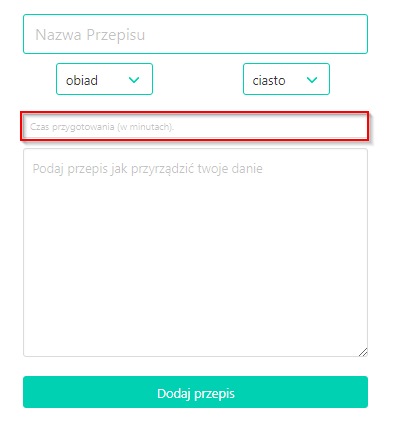 Nazwa Przepisu
obiad ciasto
Czas przygotowania (w minutach).
Podaj przepis jak przyrządzić twoje danie
Dodaj przepis